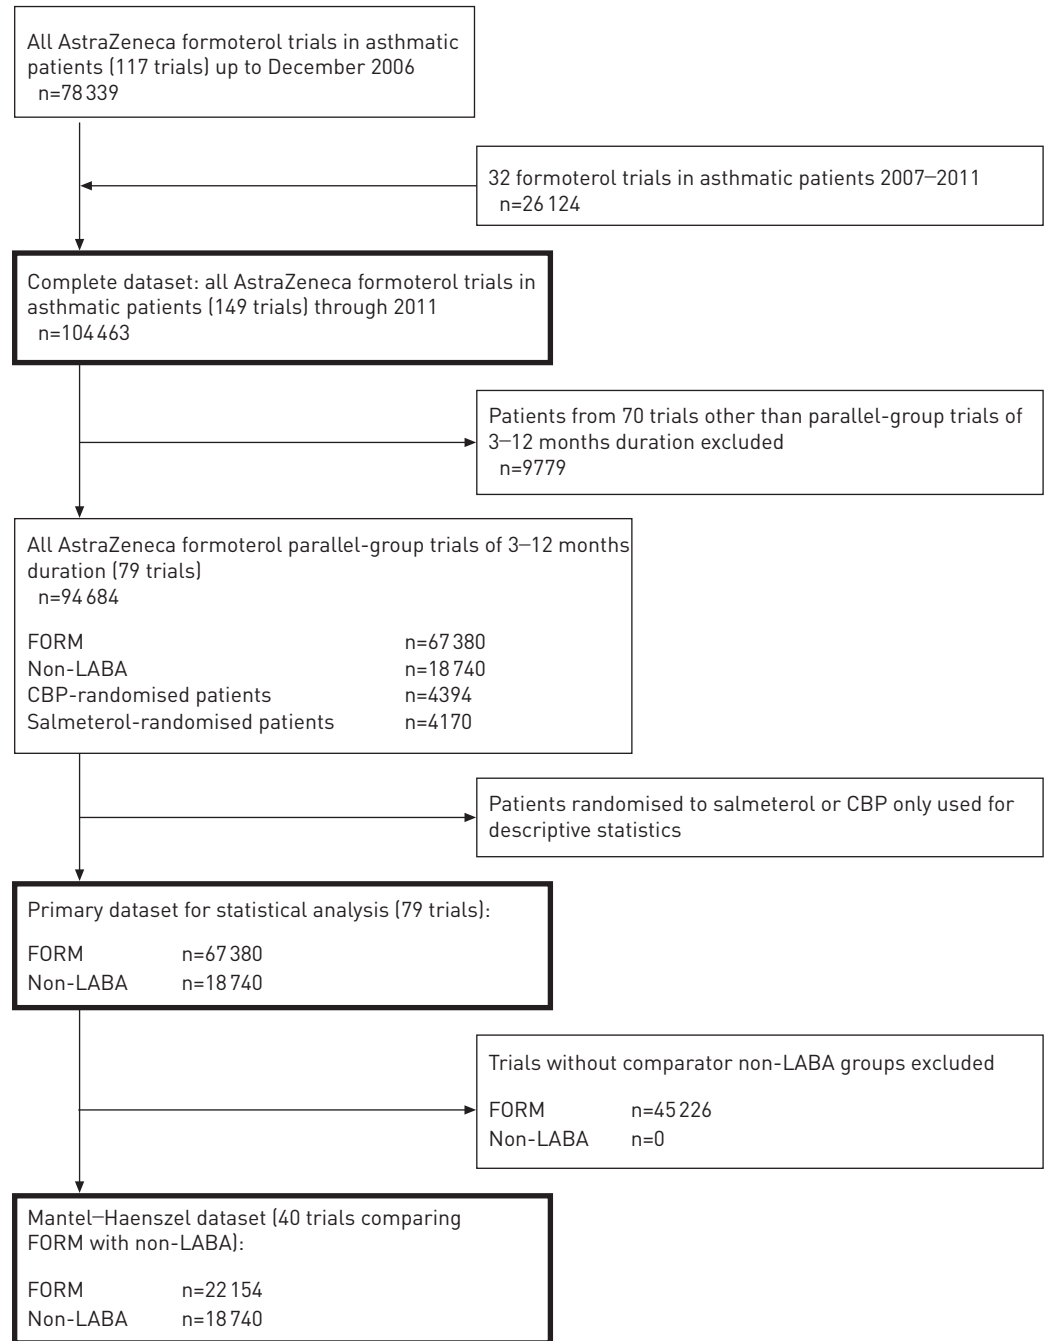 All AstraZeneca formoterol trials in asthmatic
patients (117 trials) up to December 2006
n=78 339
32 formoterol trials in asthmatic patients 2007–2011
n=26 124
Complete dataset: all AstraZeneca formoterol trials in
asthmatic patients (149 trials) through 2011
n=104 463
Patients from 70 trials other than parallel-group trials of
3–12 months duration excluded
n=9779
All AstraZeneca formoterol parallel-group trials of 3–12 months
duration (79 trials)
n=94 684
FORM n=67 380
Non-LABA n=18 740
CBP-randomised patients n=4394
Salmeterol-randomised patients n=4170
Patients randomised to salmeterol or CBP only used for
descriptive statistics
Primary dataset for statistical analysis (79 trials):
FORM n=67 380
Non-LABA n=18 740
Trials without comparator non-LABA groups excluded
FORM n=45 226
Non-LABA n=0
Mantel–Haenszel dataset (40 trials comparing
FORM with non-LABA):
FORM n=22 154
Non-LABA n=18 740